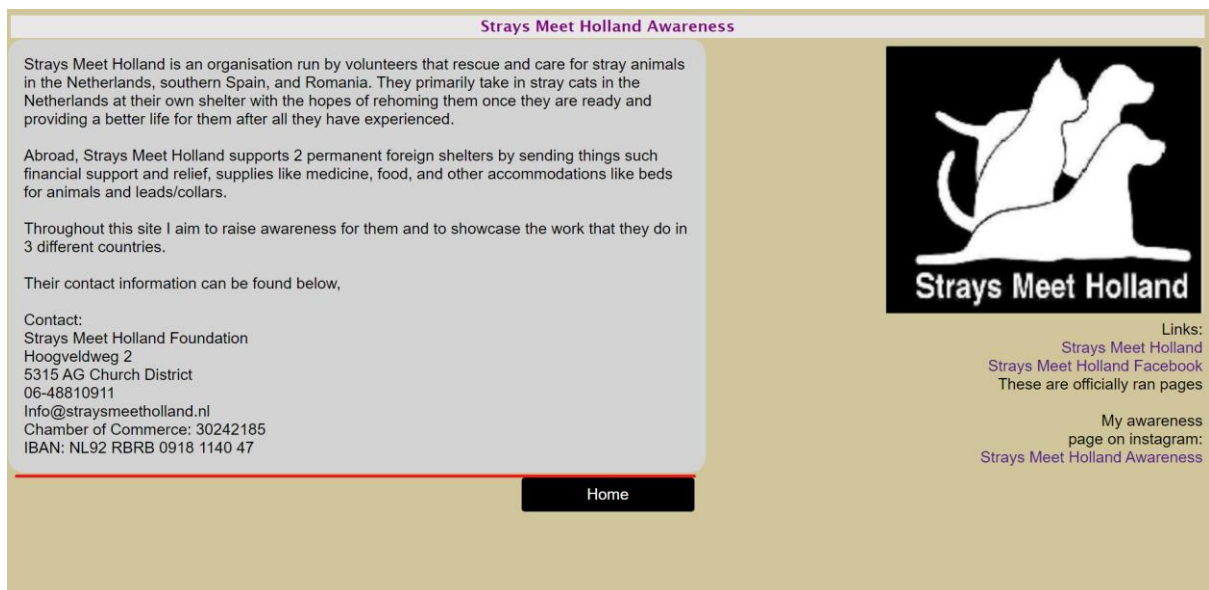 Strays Meet Holland Awareness
Strays Meet Holland is an organisation run by volunteers that rescue and care for stray animals
in the Netherlands, southern Spain, and Romania. They primarily take in stray cats in the
Netherlands at their own shelter with the hopes of rehoming them once they are ready and
providing a better life for them after all they have experienced.
Abroad, Strays Meet Holland supports 2 permanent foreign shelters by sending things such
financial support and relief, supplies like medicine, food, and other accommodations like beds
for animals and leads/collars.
Throughout this site I aim to raise awareness for them and to showcase the work that they do in
3 different countries.
Their contact information can be found below,
Contact:
Strays Meet Holland Foundation
Hoogveldweg 2
5315 AG Church District
06-48810911
Info@straysmeetholland.nl
Chamber of Commerce: 30242185
IBAN: NL92 RBRB 0918 1140 47
Home
Strays Meet Holland
Links:
Strays Meet Holland
Strays Meet Holland Facebook
These are officially ran pages
My awareness
page on instagram:
Strays Meet Holland Awareness